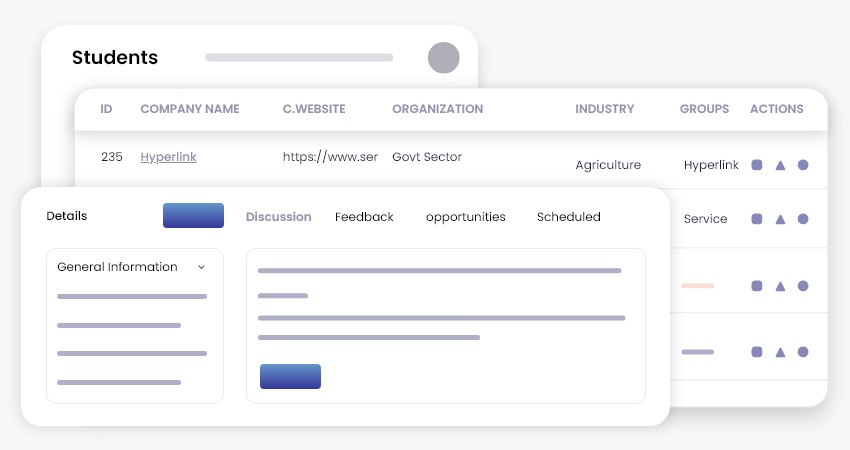 Students
ID COMPANY NAME C.WEBSITE ORGANIZATION INDUSTRY GROUPS ACTIONS
235 Hyperlink https://www.ser Govt Sector Agriculture Hyperlink
Service
Details Discussion Feedback opportunities Scheduled
General Information